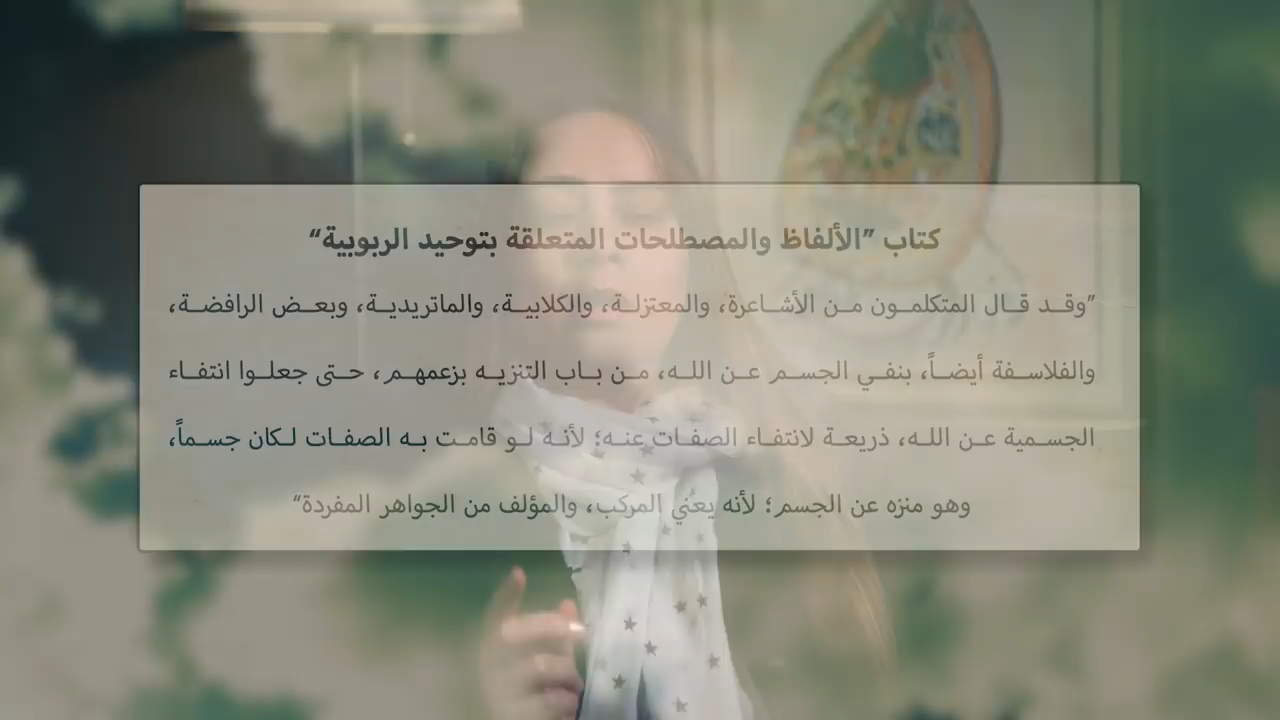 كتاب ”الألفاظ والمصطلحات المتعلقة بتوحيد الربوبية“
”وقد قال المتكلمون من الأشاعرة، والمعتزلة، والكلابية، والماتريدية، وبعض الرافضة،
والفلاسفة أيضاً، بنفي الجسم عن الله، من باب التنزيه بزعمهم، حتى جعلوا انتفاء
الجسمية عن الله، ذريعة لانتفاء الصفات عنه؛ لأنه لو قامت به الصفات لكان جسماً،
وهو منزه عن الجسم؛ لأنه يعني المركب، والمؤلف من الجواهر المفردة“